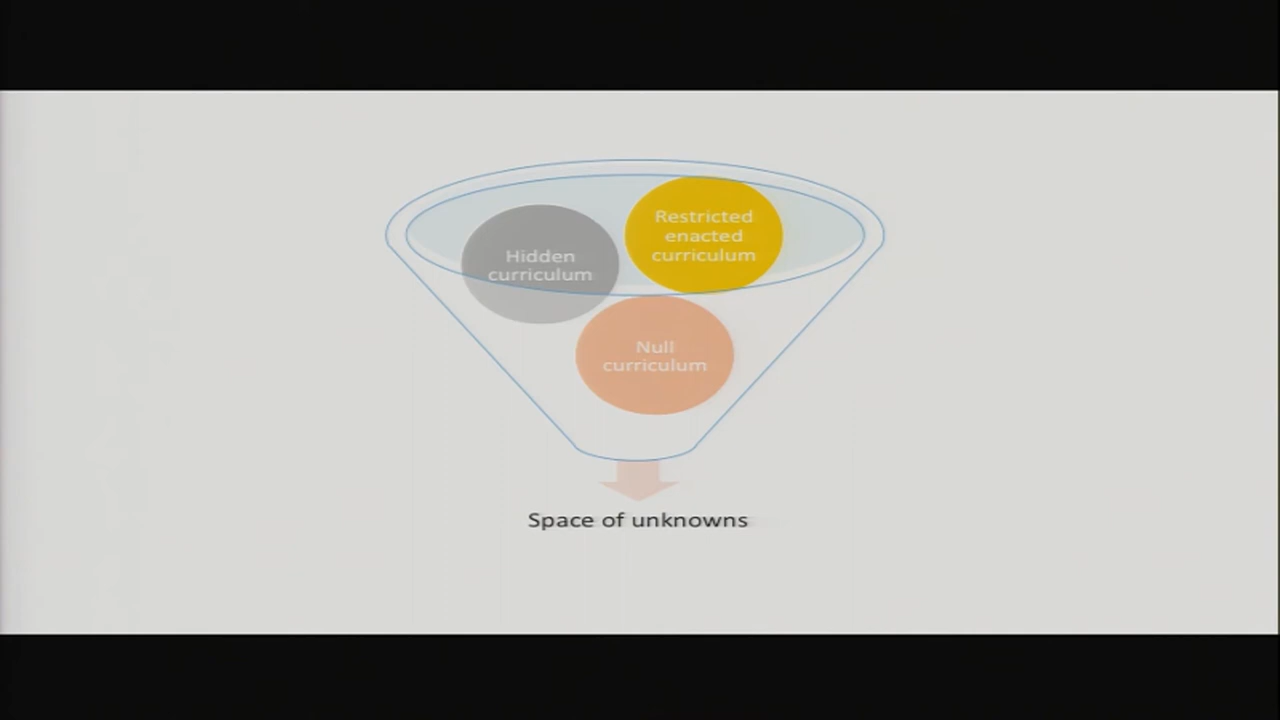 Restricted
enacted
curriculum
Hidden
curriculum
Null
curriculum
Space of unknowns